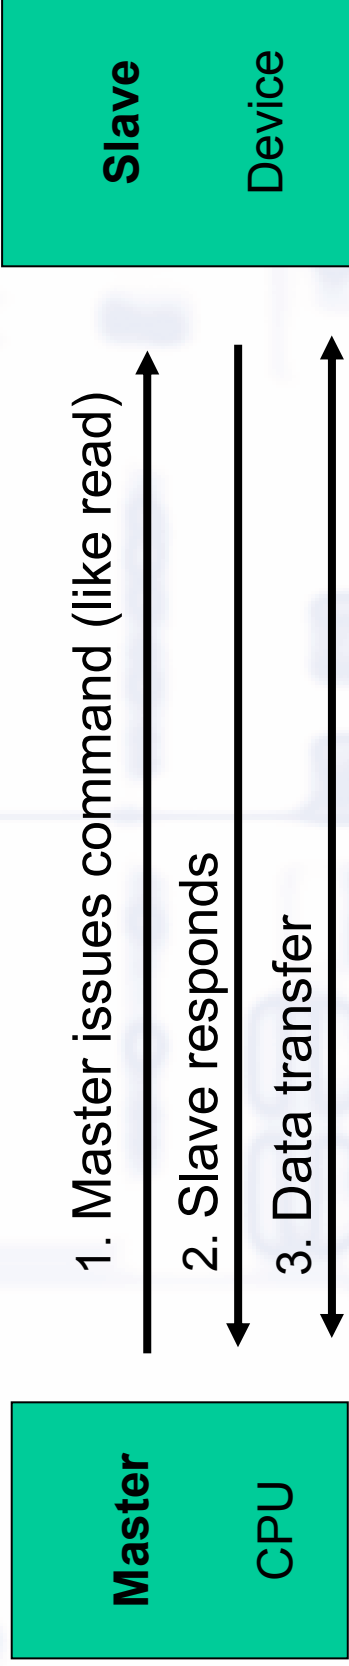 Master
CPU
1. Master issues command (like read)
2. Slave responds
3. Data transfer
Slave
Device